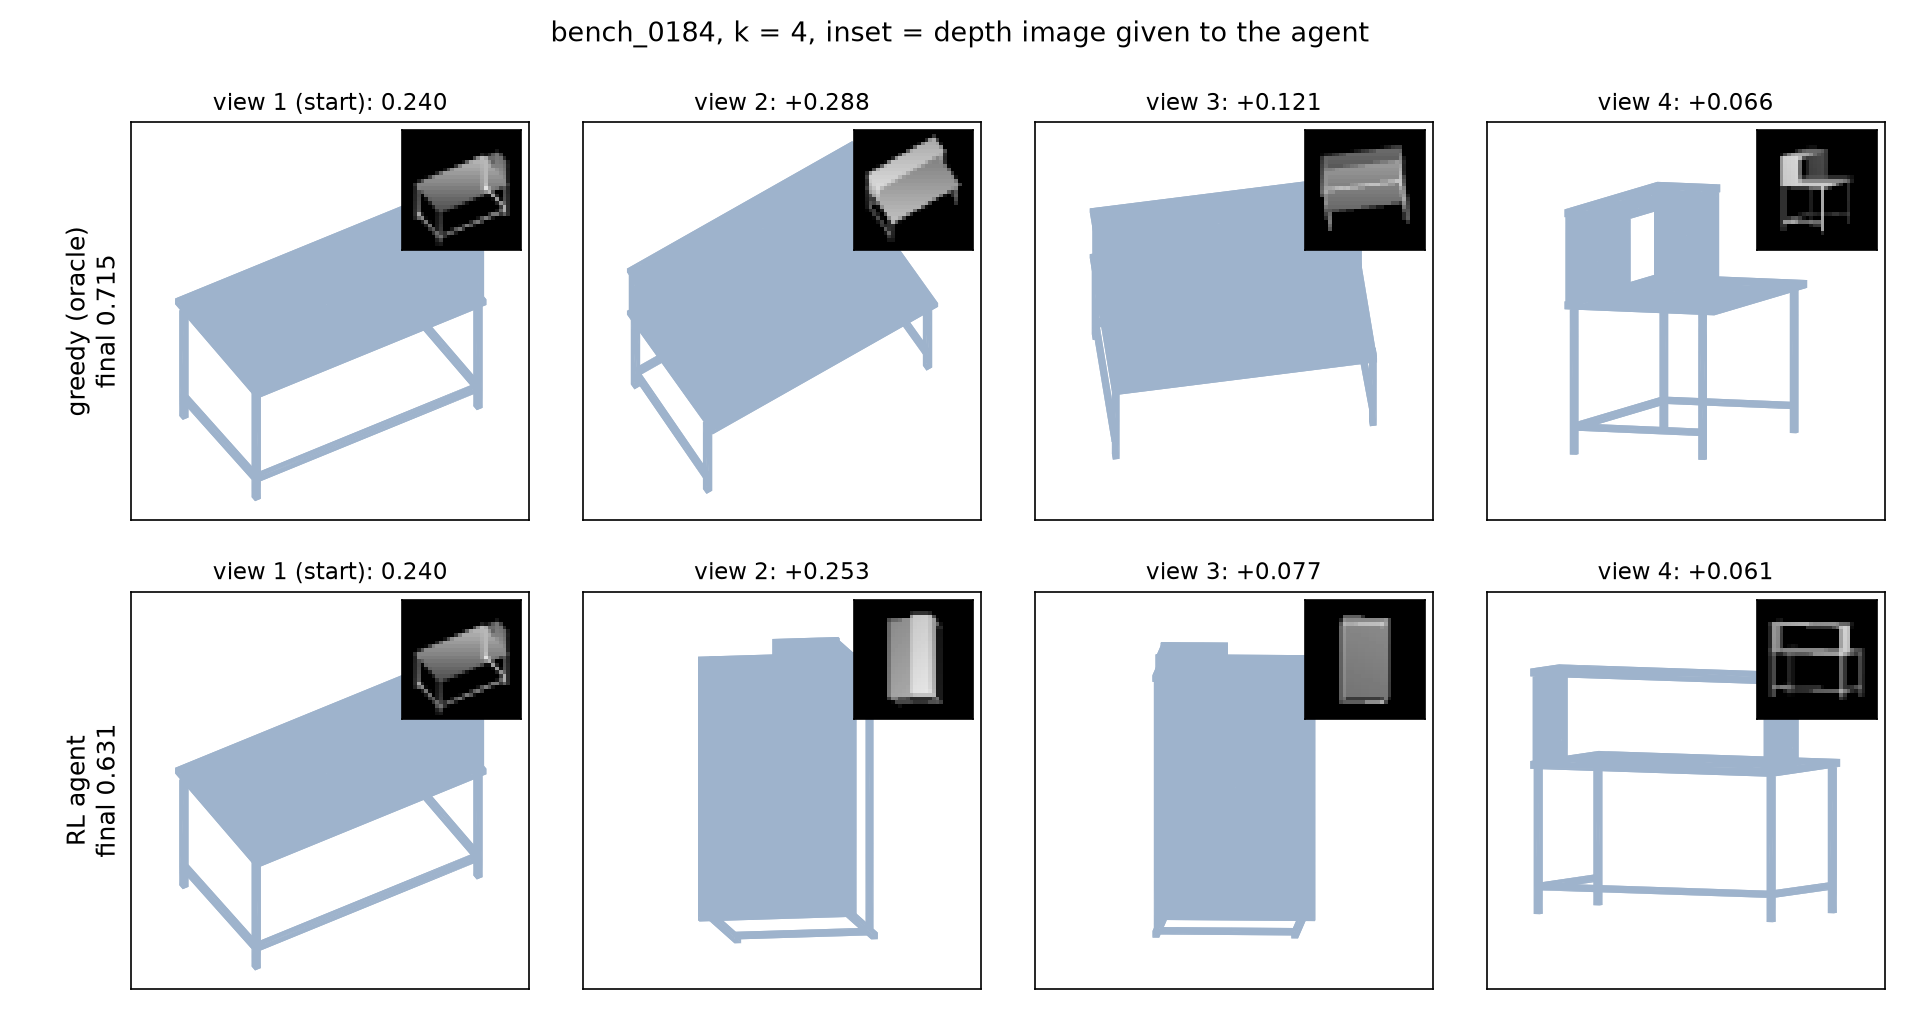 bench_0184, k = 4, inset = depth image given to the agent
greedy (oracle)
final 0.715
view 1 (start): 0.240
view 2: +0.288
view 3: +0.121
view 4: +0.066
RL agent
final 0.631
view 1 (start): 0.240
view 2: +0.253
view 3: +0.077
view 4: +0.061